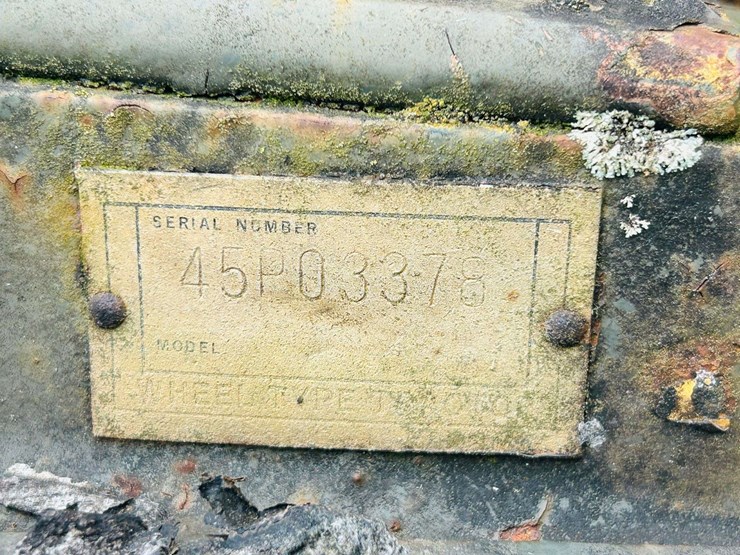 SERIAL NUMBER
45P03378
MODEL
WHEEL TYPE